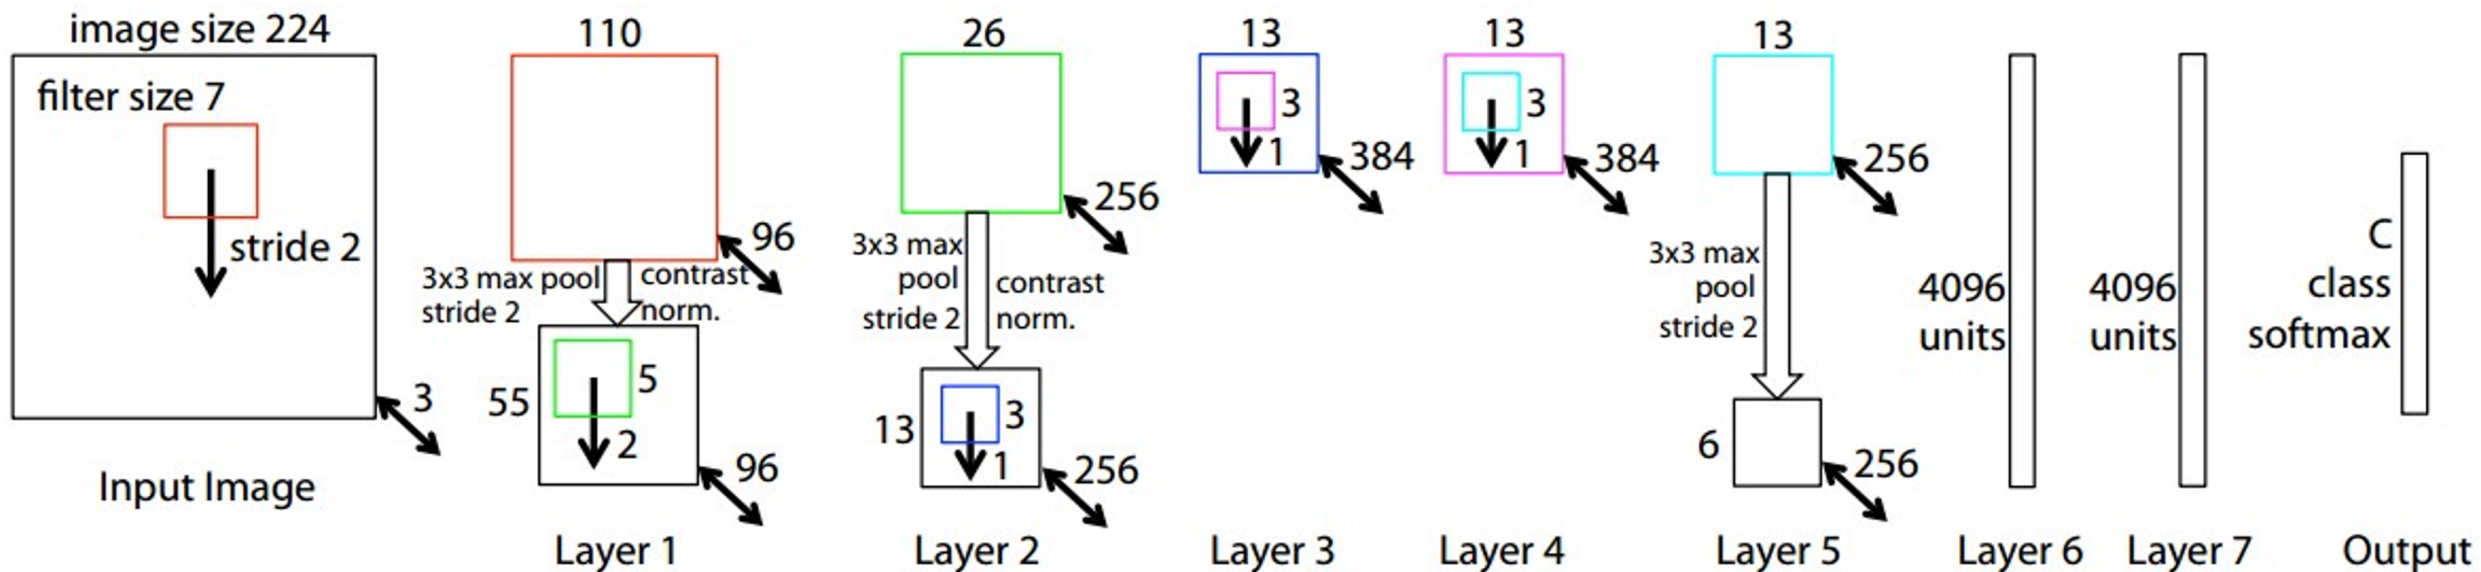 image size 224
filter size 7
stride 2
3
Input Image
110
96
3x3 max pool
stride 2
contrast
norm.
55
5
2
96
Layer 1
26
256
3x3 max
pool
stride 2
contrast
norm.
13
3
1
256
Layer 2
13
3
1
384
Layer 3
13
3
1
384
Layer 4
13
256
3x3 max
pool
stride 2
6
256
Layer 5
4096
units
Layer 6
4096
units
Layer 7
C
class
softmax
Output